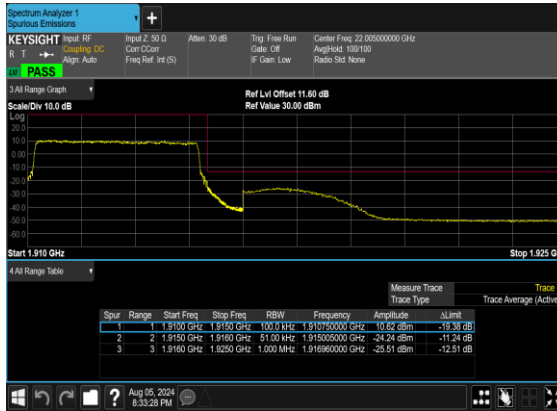 Spectrum Analyzer 1
Spurious Emissions
+
KEYSIGHT Input: RF Input Z: 50 Ω Atten: 30 dB Trig: Free Run Center Freq: 22.005000000 GHz
R T Coupling: DC Corr CCorr Gate: Off Avg|Hold: 100/100
Align: Auto Freq Ref: Int (S) IF Gain: Low Radio Std: None
PASS
3 All Range Graph
Ref Lvl Offset 11.60 dB
Scale/Div 10.0 dB Ref Value 30.00 dBm
Log
20.0
10.0
0.00
-10.0
-20.0
-30.0
-40.0
-50.0
-60.0
Start 1.910 GHz Stop 1.925 G
4 All Range Table
Measure Trace Trace
Trace Type Trace Average (Active
Spur Range Start Freq Stop Freq RBW Frequency Amplitude ΔLimit
1 1 1.9100 GHz 1.9150 GHz 100.0 kHz 1.910750000 GHz 10.62 dBm -19.38 dB
2 2 1.9150 GHz 1.9160 GHz 51.00 kHz 1.915005000 GHz -24.24 dBm -11.24 dB
3 3 1.9160 GHz 1.9250 GHz 1.000 MHz 1.916960000 GHz -25.51 dBm -12.51 dB
? Aug 05, 2024
8:33:28 PM